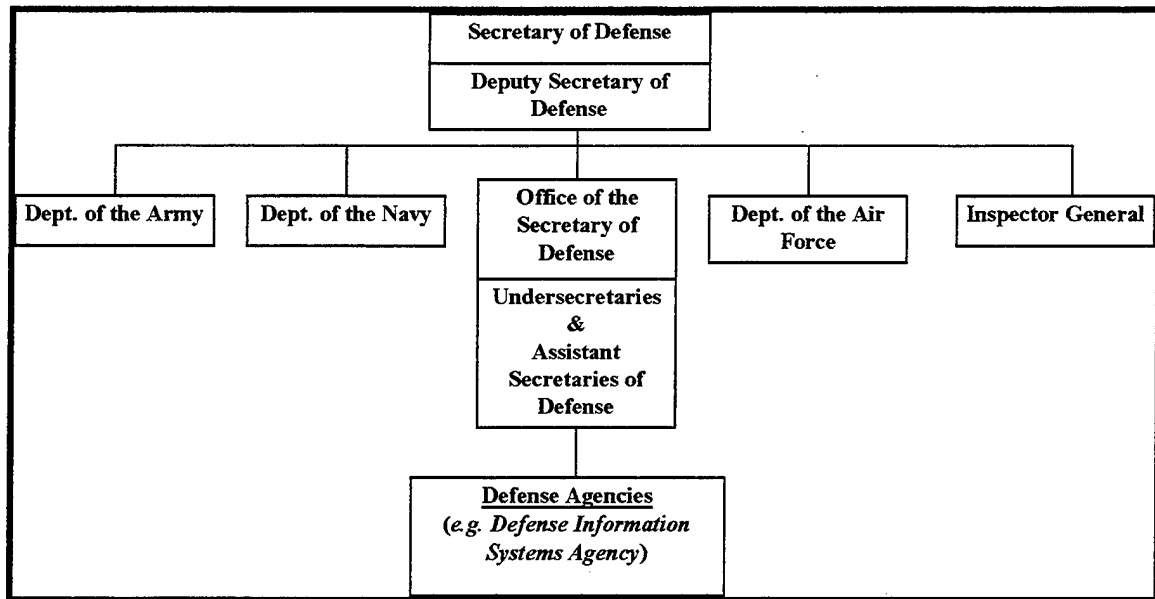 Secretary of Defense
Deputy Secretary of
Defense
Dept. of the Army
Dept. of the Navy
Office of the
Secretary of
Defense
Undersecretaries
&
Assistant
Secretaries of
Defense
Dept. of the Air
Force
Inspector General
Defense Agencies
(e.g. Defense Information
Systems Agency)